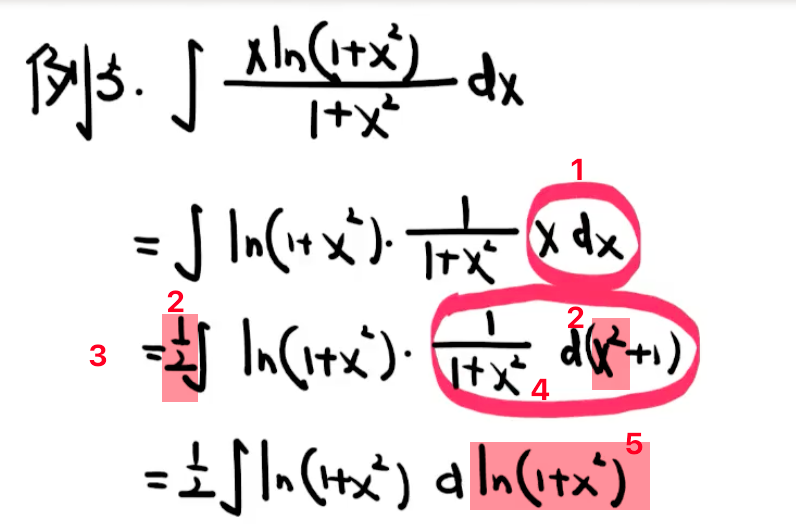 例5. ∫ xln(1+x²)/(1+x²) dx
1
= ∫ ln(1+x²)· 1/(1+x²) x dx
2 2
3 = ½∫ ln(1+x²)· 1/(1+x²) d(x²+1)
4
5
= ½∫ ln(1+x²) d ln(1+x²)